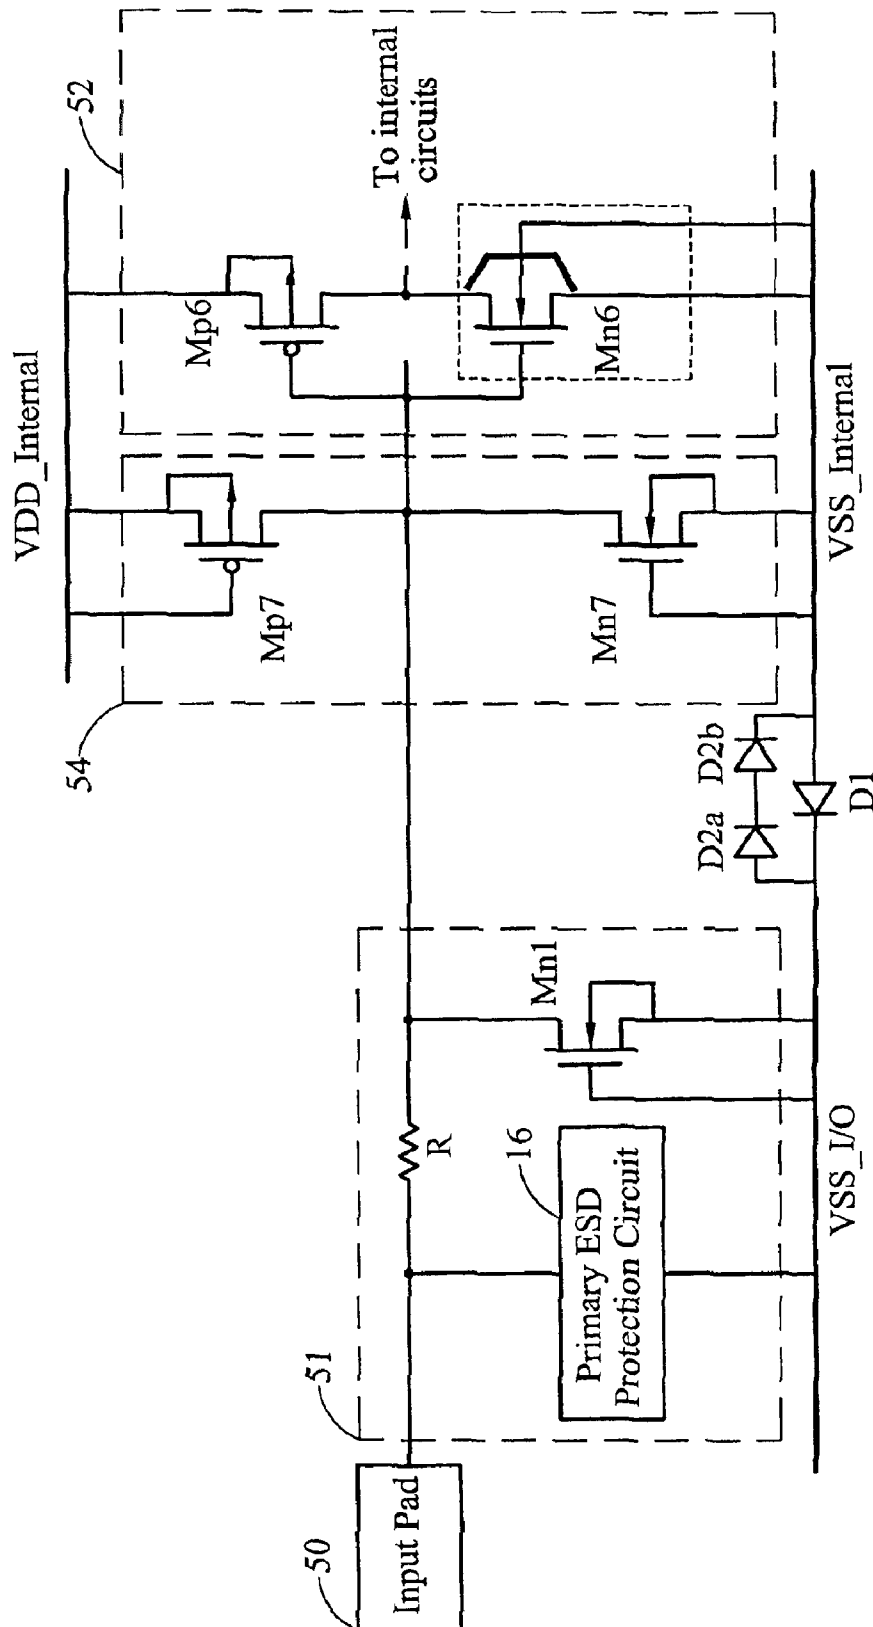 VDD_Internal
52
54
Mp7
Mp6
To internal
circuits
Mn7
Mn6
VSS_Internal
D2a
D2b
D1
50
Input Pad
51
R
16
Primary ESD
Protection Circuit
Mn1
VSS_I/O